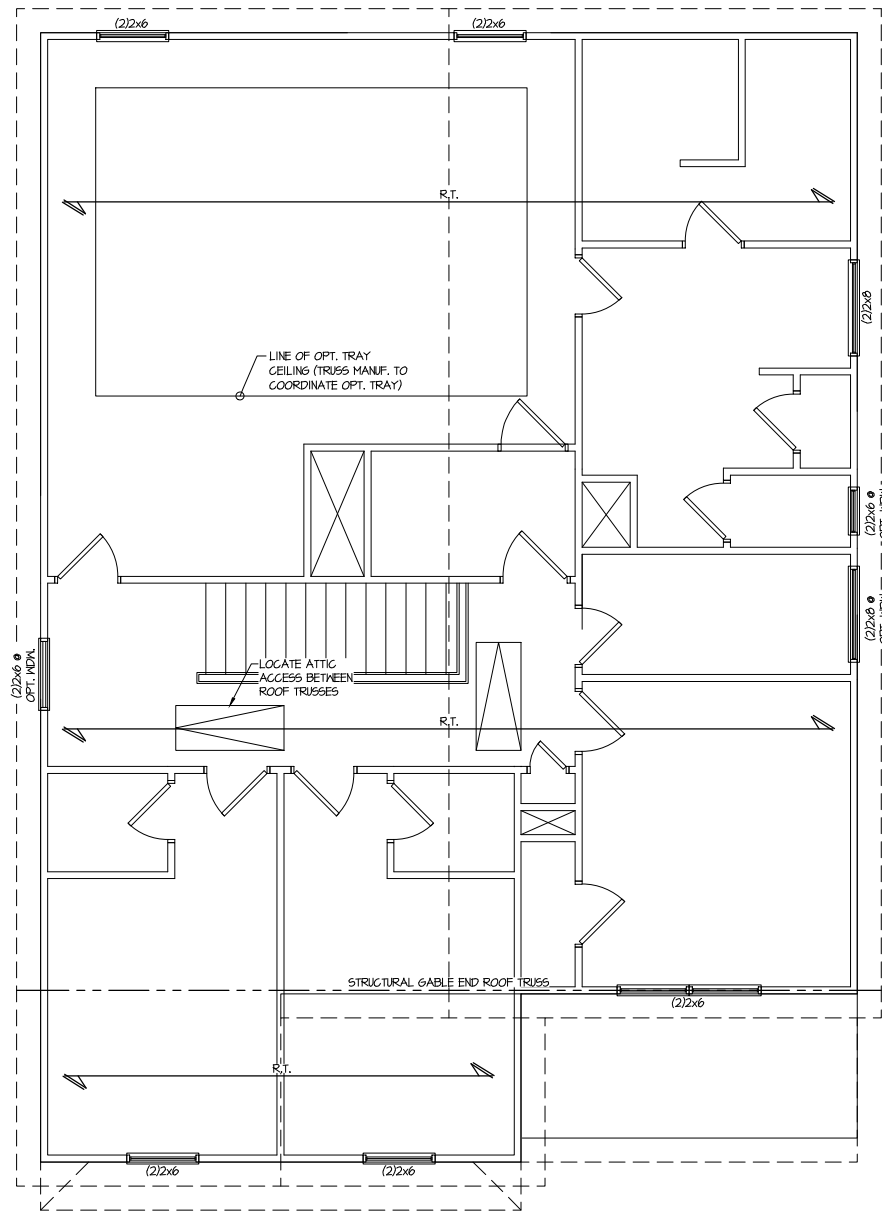 (2)2x6
(2)2x6
R.T.
(2)2x8
LINE OF OPT. TRAY
CEILING (TRUSS MANUF. TO
COORDINATE OPT. TRAY)
(2)2x6 @
(2)2x8 @
(2)2x6 @
OPT. WDW.
LOCATE ATTIC
ACCESS BETWEEN
ROOF TRUSSES
R.T.
STRUCTURAL GABLE END ROOF TRUSS
(2)2x6
R.T.
(2)2x6
(2)2x6